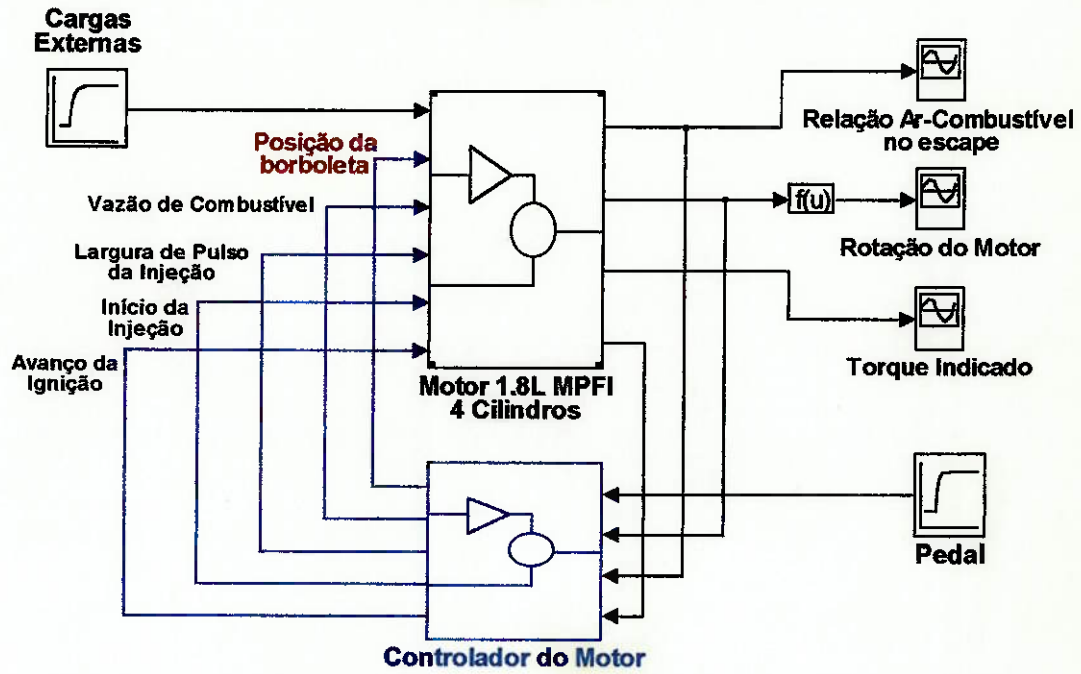 Cargas
Externas
Posição da
borboleta
Vazão de Combustível
Largura de Pulso
da Injeção
Início da
Injeção
Avanço da
Ignição
Motor 1.8L MPFI
4 Cilindros
Relação Ar-Combustível
no escape
f(u)
Rotação do Motor
Torque Indicado
Pedal
Controlador do Motor